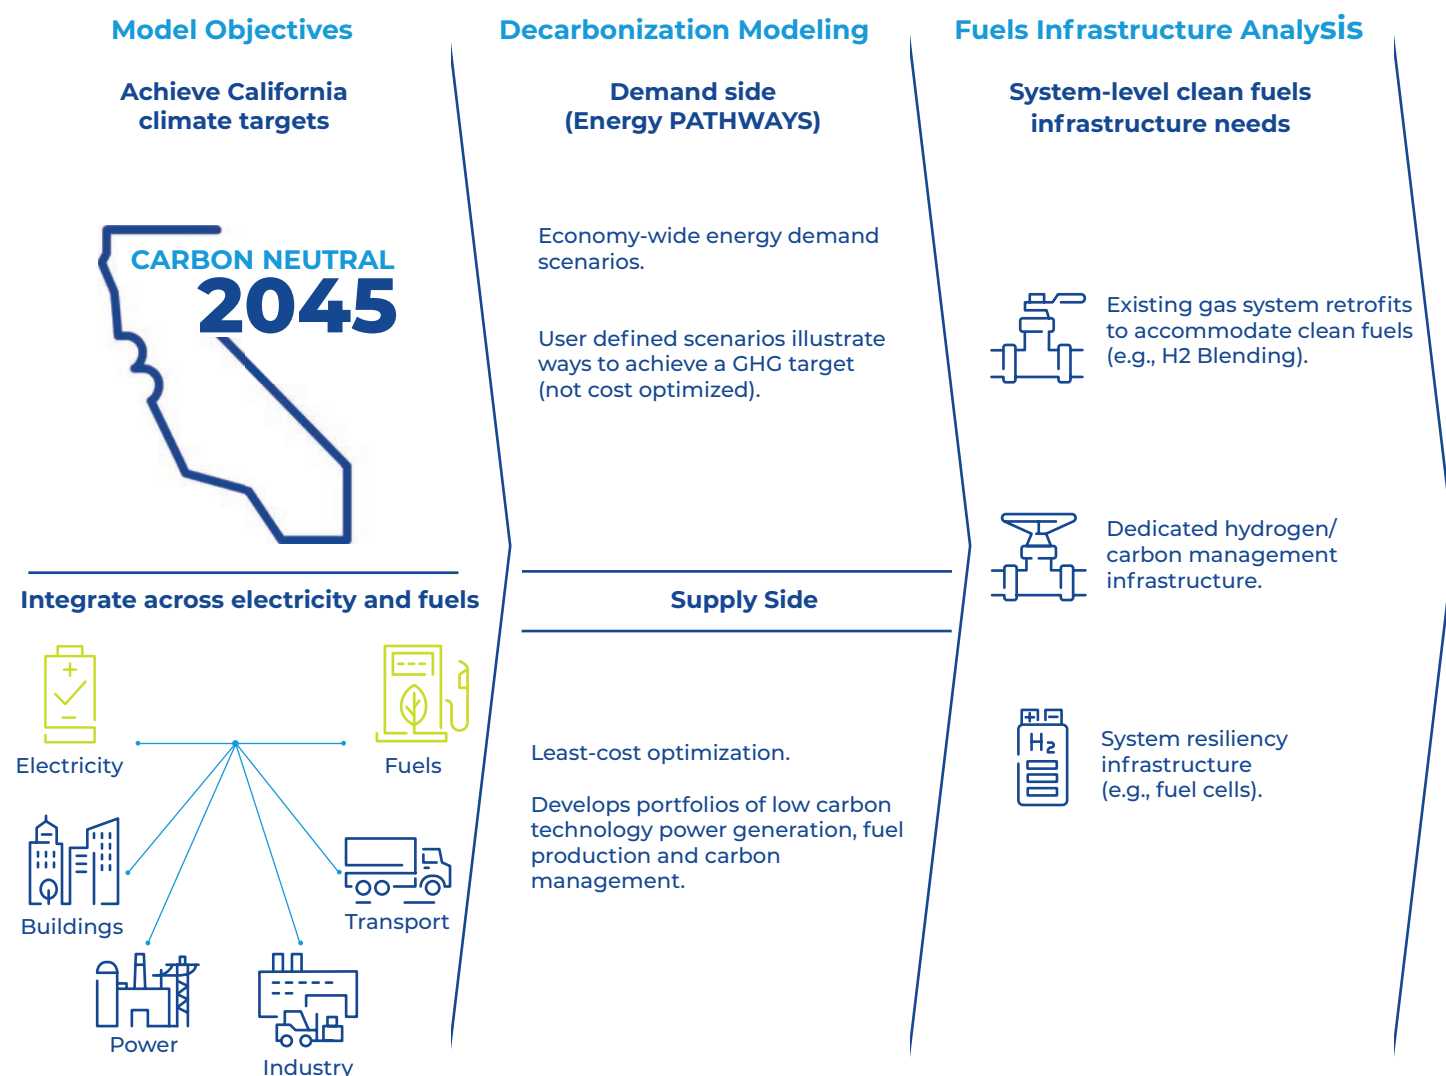 Model Objectives
Achieve California
climate targets
CARBON NEUTRAL
2045
Integrate across electricity and fuels
Electricity
Fuels
Buildings
Transport
Power
Industry
Decarbonization Modeling
Demand side
(Energy PATHWAYS)
Economy-wide energy demand
scenarios.
User defined scenarios illustrate
ways to achieve a GHG target
(not cost optimized).
Supply Side
Least-cost optimization.
Develops portfolios of low carbon
technology power generation, fuel
production and carbon
management.
Fuels Infrastructure Analysis
System-level clean fuels
infrastructure needs
Existing gas system retrofits
to accommodate clean fuels
(e.g., H2 Blending).
Dedicated hydrogen/
carbon management
infrastructure.
H2
System resiliency
infrastructure
(e.g., fuel cells).